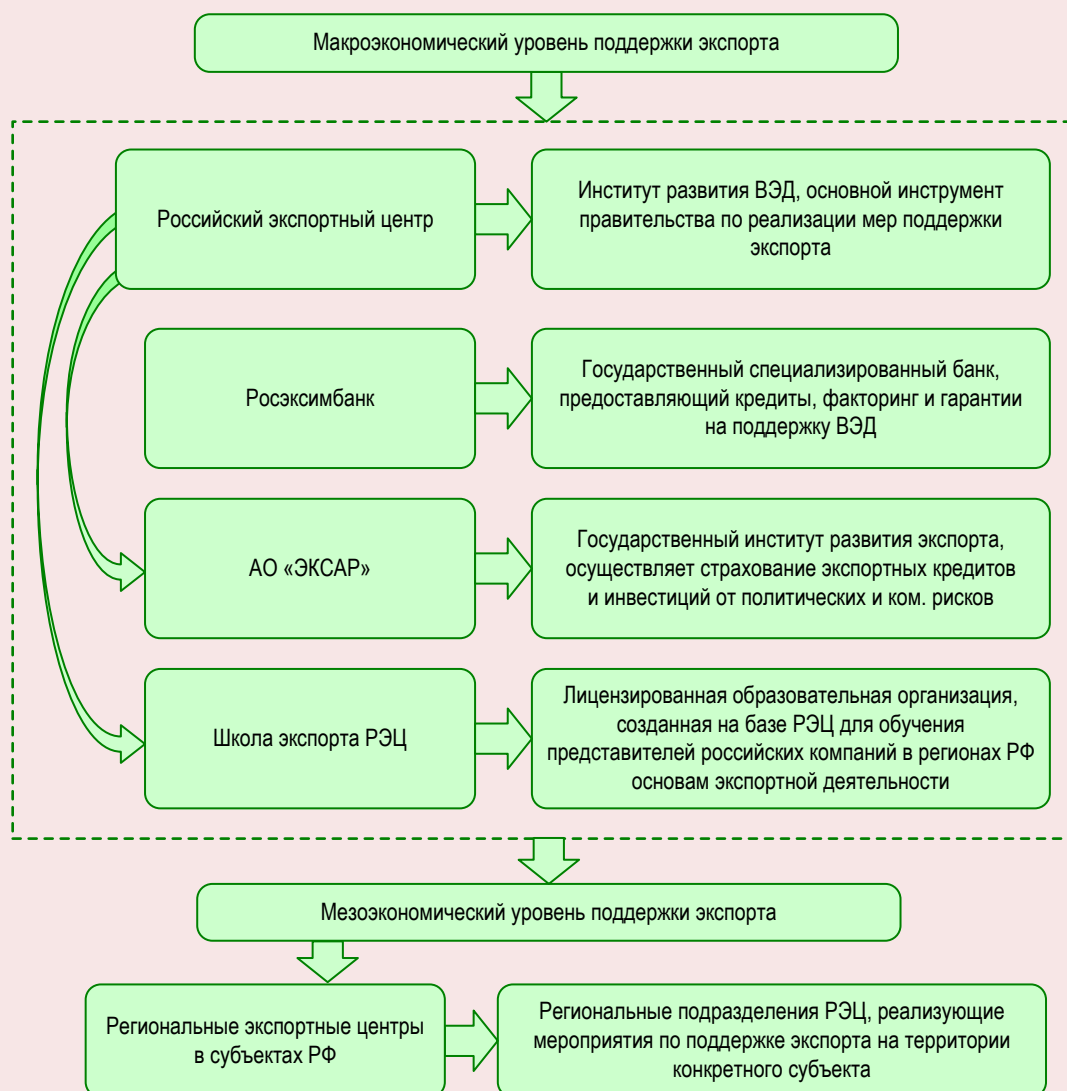 Макроэкономический уровень поддержки экспорта
Российский экспортный центр
Институт развития ВЭД, основной инструмент
правительства по реализации мер поддержки
экспорта
Росэксимбанк
Государственный специализированный банк,
предоставляющий кредиты, факторинг и гарантии
на поддержку ВЭД
АО «ЭКСАР»
Государственный институт развития экспорта,
осуществляет страхование экспортных кредитов
и инвестиций от политических и ком. рисков
Школа экспорта РЭЦ
Лицензированная образовательная организация,
созданная на базе РЭЦ для обучения
представителей российских компаний в регионах РФ
основам экспортной деятельности
Мезоэкономический уровень поддержки экспорта
Региональные экспортные центры
в субъектах РФ
Региональные подразделения РЭЦ, реализующие
мероприятия по поддержке экспорта на территории
конкретного субъекта